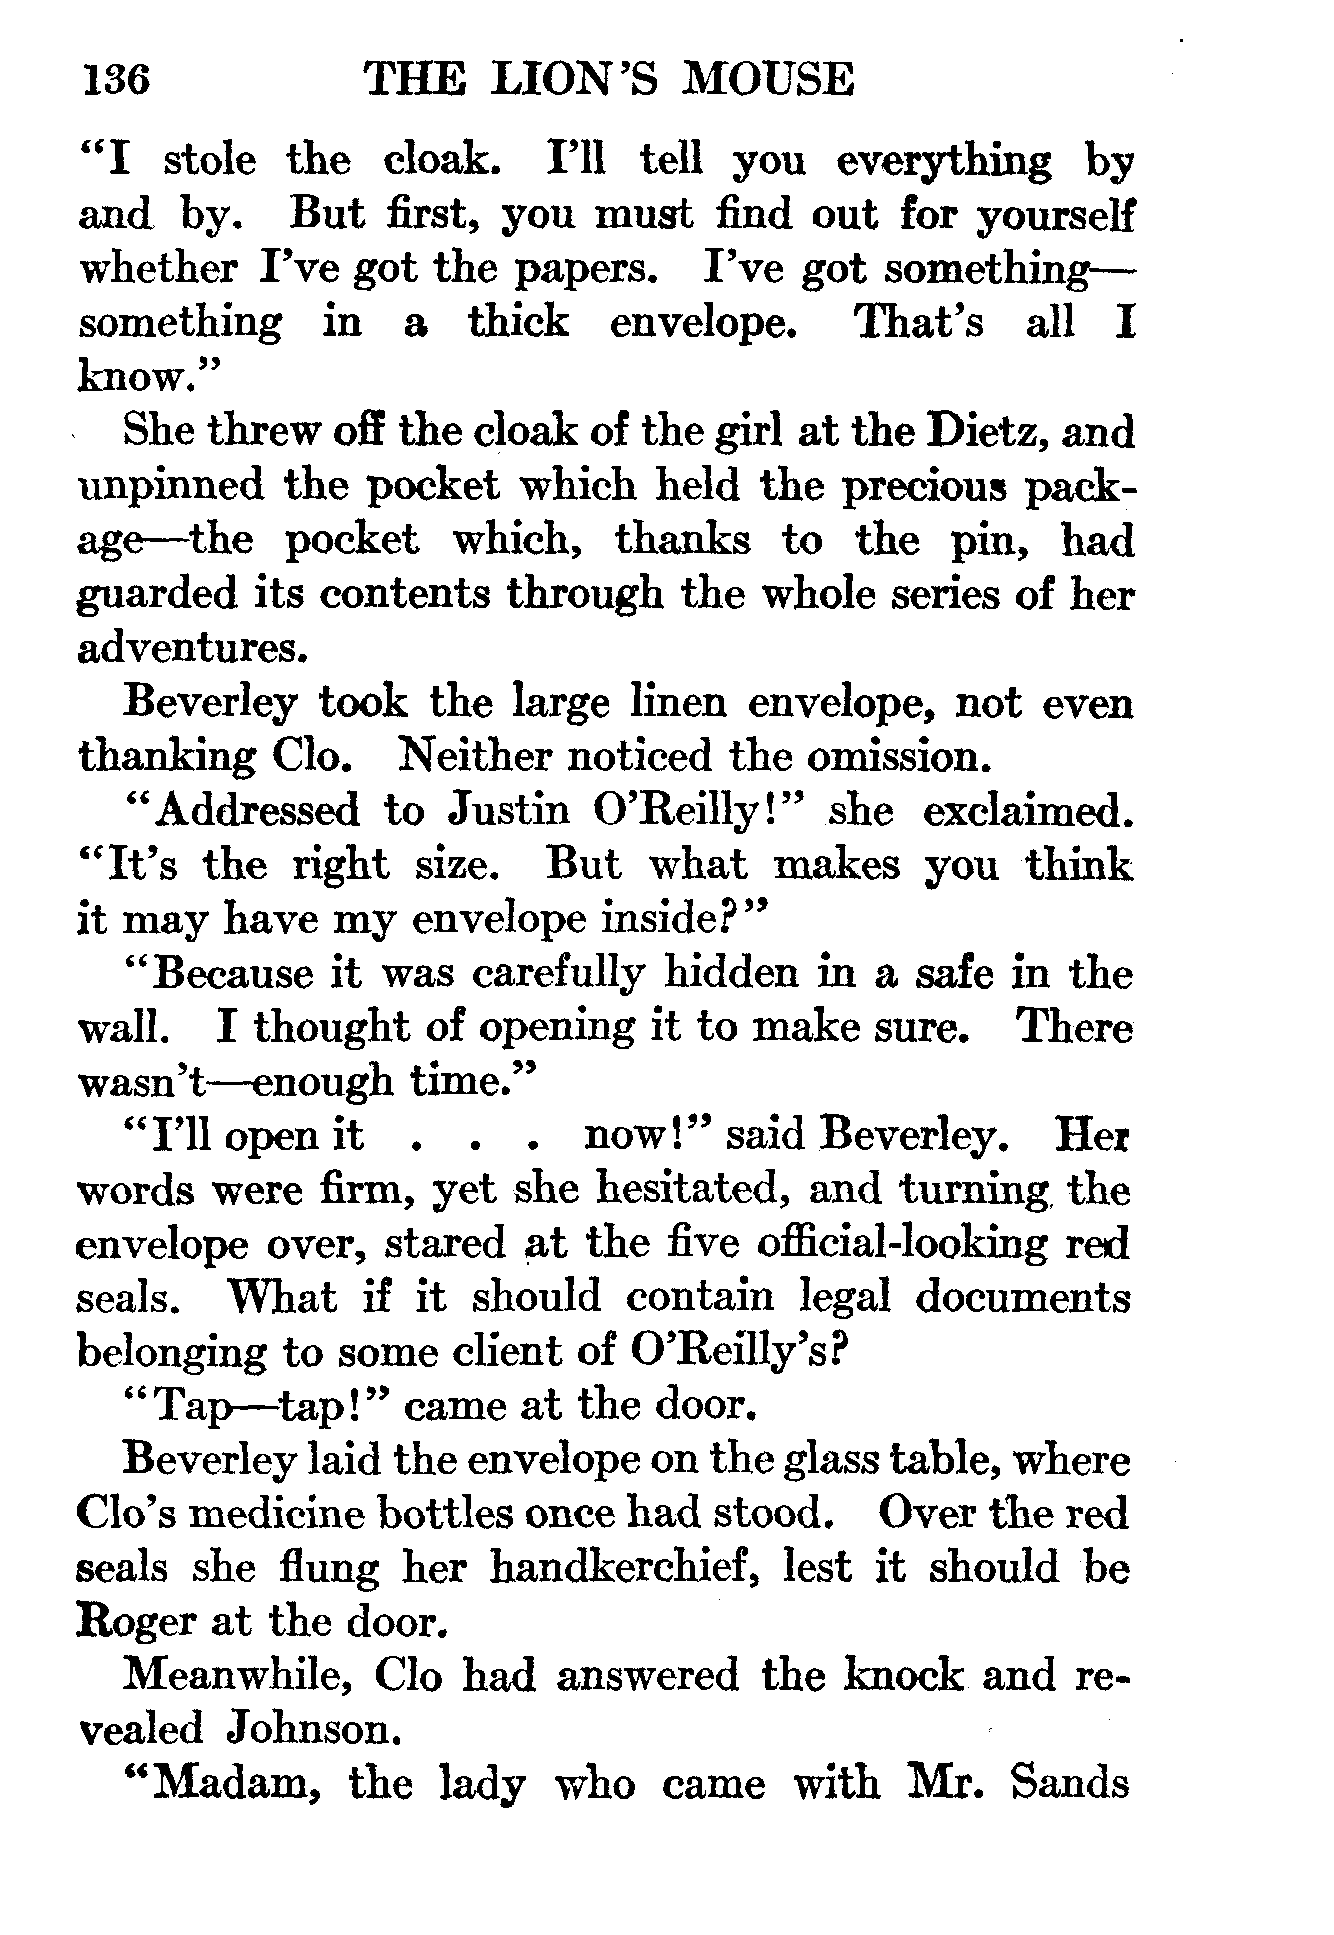 136 THE LION'S MOUSE
"I stole the cloak. I'll tell you everything by
and by. But first, you must find out for yourself
whether I've got the papers. I've got something—
something in a thick envelope. That's all I
know."
She threw off the cloak of the girl at the Dietz, and
unpinned the pocket which held the precious pack-
age—the pocket which, thanks to the pin, had
guarded its contents through the whole series of her
adventures.
Beverley took the large linen envelope, not even
thanking Clo. Neither noticed the omission.
"Addressed to Justin O'Reilly!" she exclaimed.
"It's the right size. But what makes you think
it may have my envelope inside?"
"Because it was carefully hidden in a safe in the
wall. I thought of opening it to make sure. There
wasn't—enough time."
"I'll open it . . . now!" said Beverley. Her
words were firm, yet she hesitated, and turning the
envelope over, stared at the five official-looking red
seals. What if it should contain legal documents
belonging to some client of O'Reilly's?
"Tap—tap!" came at the door.
Beverley laid the envelope on the glass table, where
Clo's medicine bottles once had stood. Over the red
seals she flung her handkerchief, lest it should be
Roger at the door.
Meanwhile, Clo had answered the knock and re-
vealed Johnson.
"Madam, the lady who came with Mr. Sands